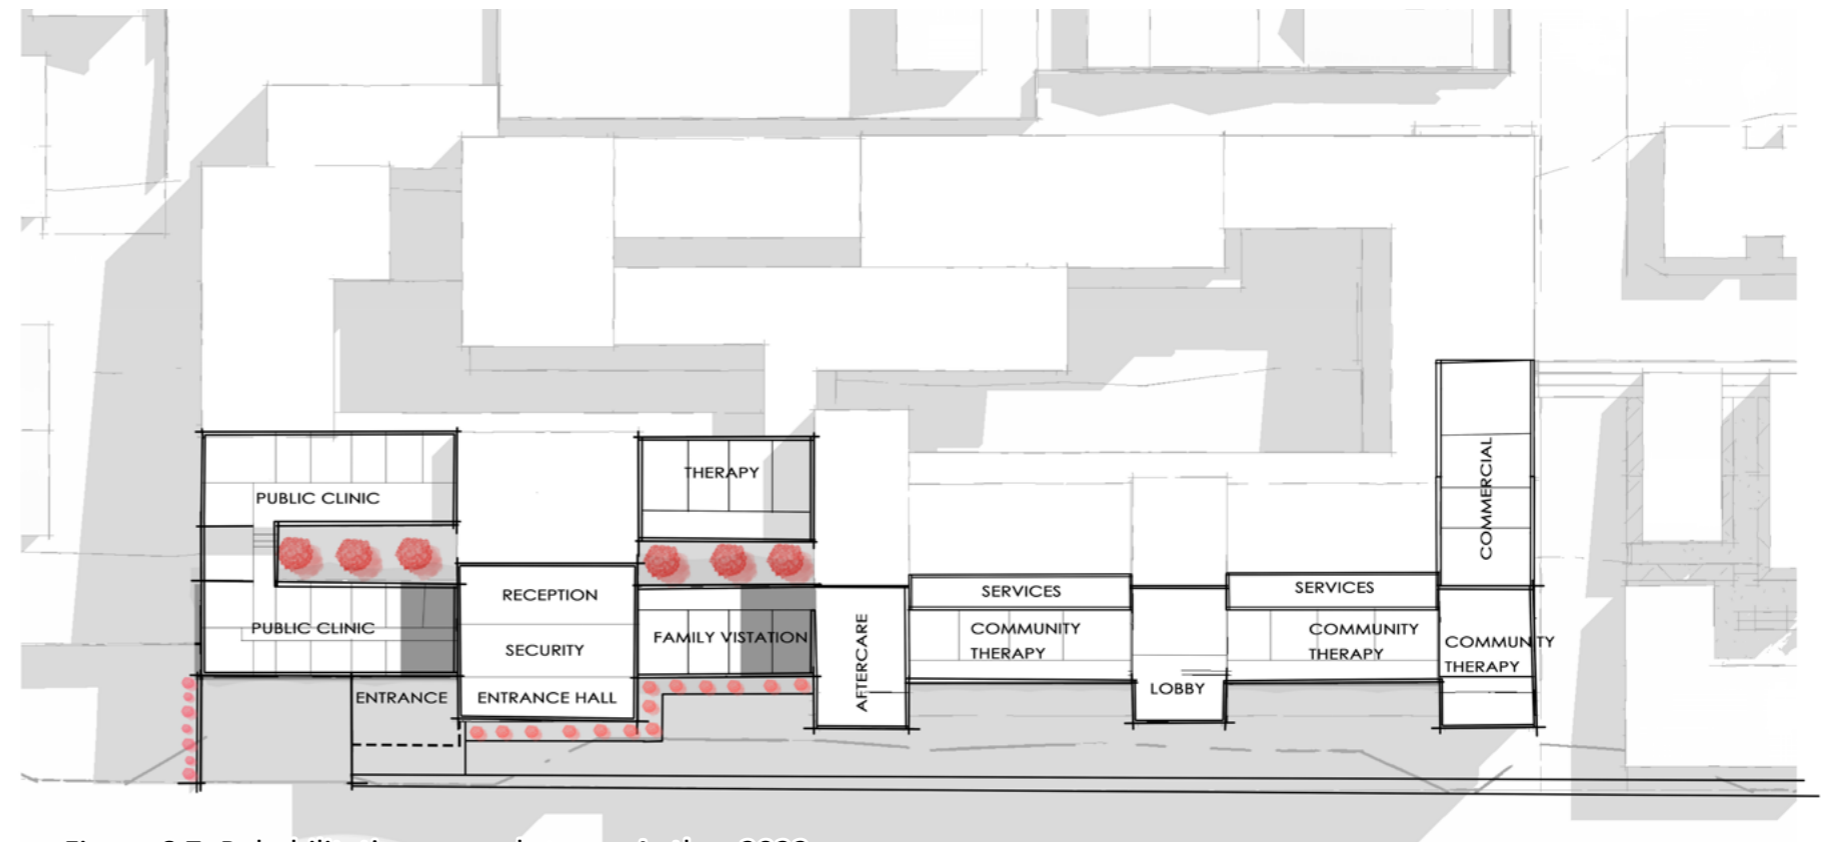 THERAPY
PUBLIC CLINIC
COMMERCIAL
RECEPTION
SERVICES
SERVICES
PUBLIC CLINIC
FAMILY VISTATION
COMMUNITY
THERAPY
COMMUNITY
THERAPY
COMMUNITY
THERAPY
SECURITY
AFTERCARE
ENTRANCE
ENTRANCE HALL
LOBBY